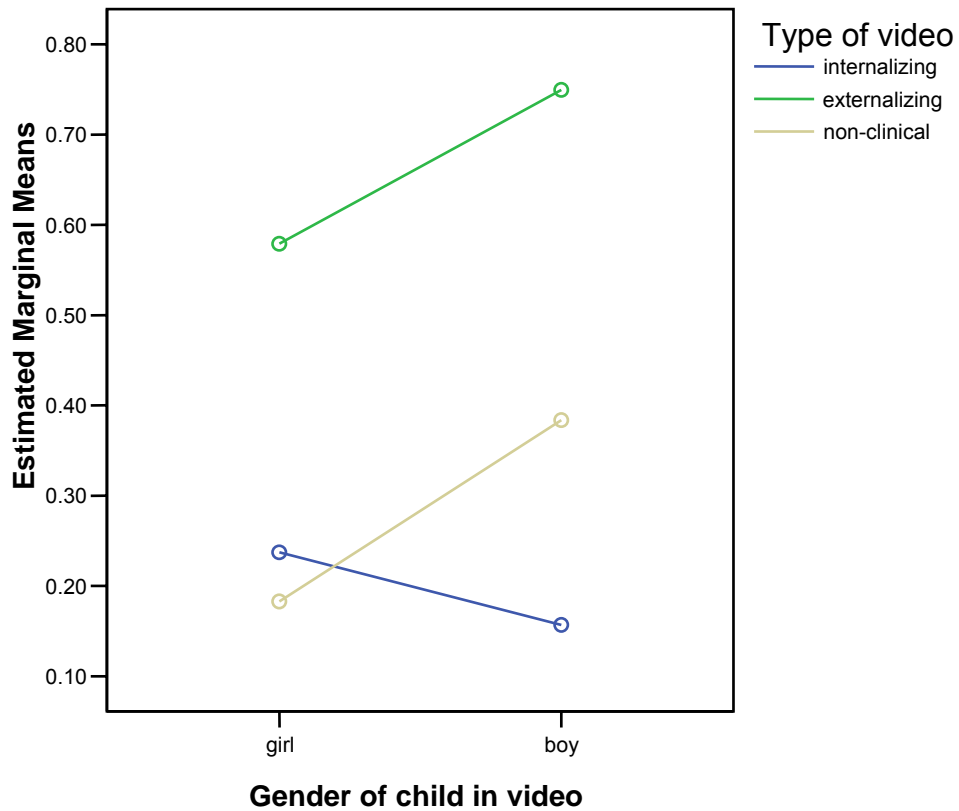 Type of video
internalizing
externalizing
non-clinical
Estimated Marginal Means
0.80
0.70
0.60
0.50
0.40
0.30
0.20
0.10
girl boy
Gender of child in video